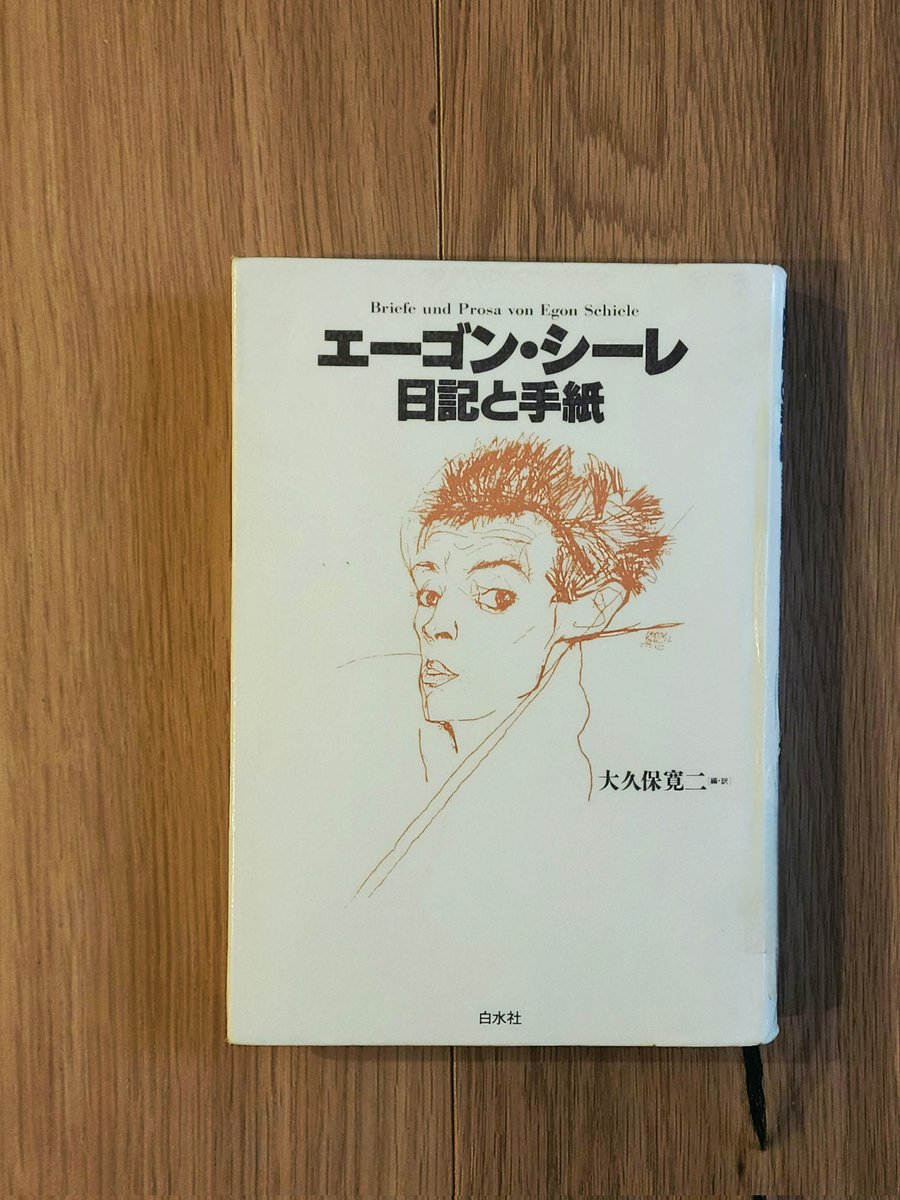 Briefe und Prosa von Egon Schiele
エーゴン・シーレ
日記と手紙
大久保寛二[編・訳]
白水社